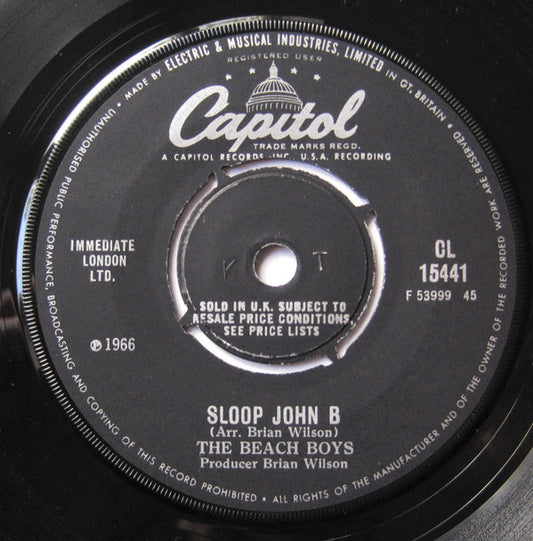 MADE BY ELECTRIC & MUSICAL INDUSTRIES, LIMITED IN GT. BRITAIN •
REGISTERED USER
Capitol
TRADE MARKS REGD.
A CAPITOL RECORDS, INC., U.S.A. RECORDING
IMMEDIATE
LONDON
LTD.
℗ 1966
K T
SOLD IN U.K. SUBJECT TO
RESALE PRICE CONDITIONS
SEE PRICE LISTS
CL
15441
F 53999 45
SLOOP JOHN B
(Arr. Brian Wilson)
THE BEACH BOYS
Producer Brian Wilson
ALL RIGHTS OF THE MANUFACTURER AND OF THE OWNER OF THE RECORDED WORK ARE RESERVED •
UNAUTHORISED PUBLIC PERFORMANCE, BROADCASTING AND COPYING OF THIS RECORD PROHIBITED •